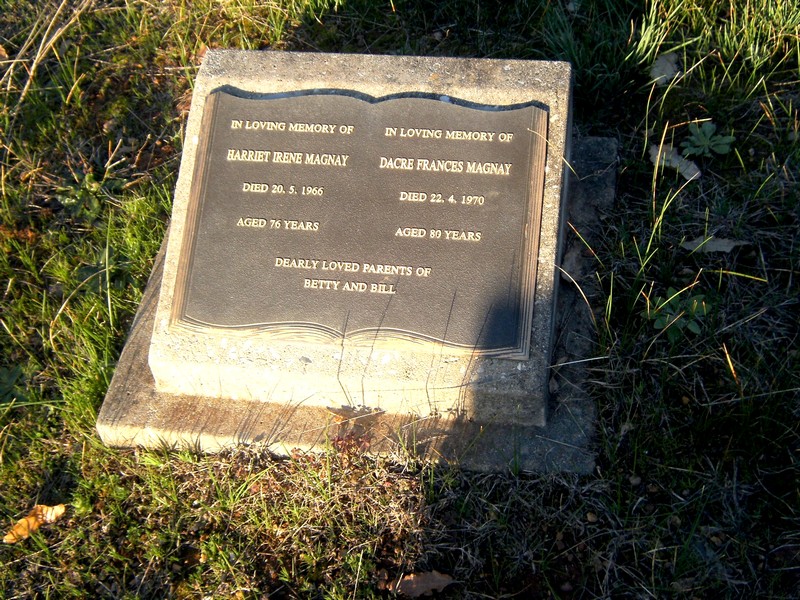 IN LOVING MEMORY OF
HARRIET IRENE MAGNAY
DIED 20. 5. 1966
AGED 76 YEARS
IN LOVING MEMORY OF
DACRE FRANCES MAGNAY
DIED 22. 4. 1970
AGED 80 YEARS
DEARLY LOVED PARENTS OF
BETTY AND BILL